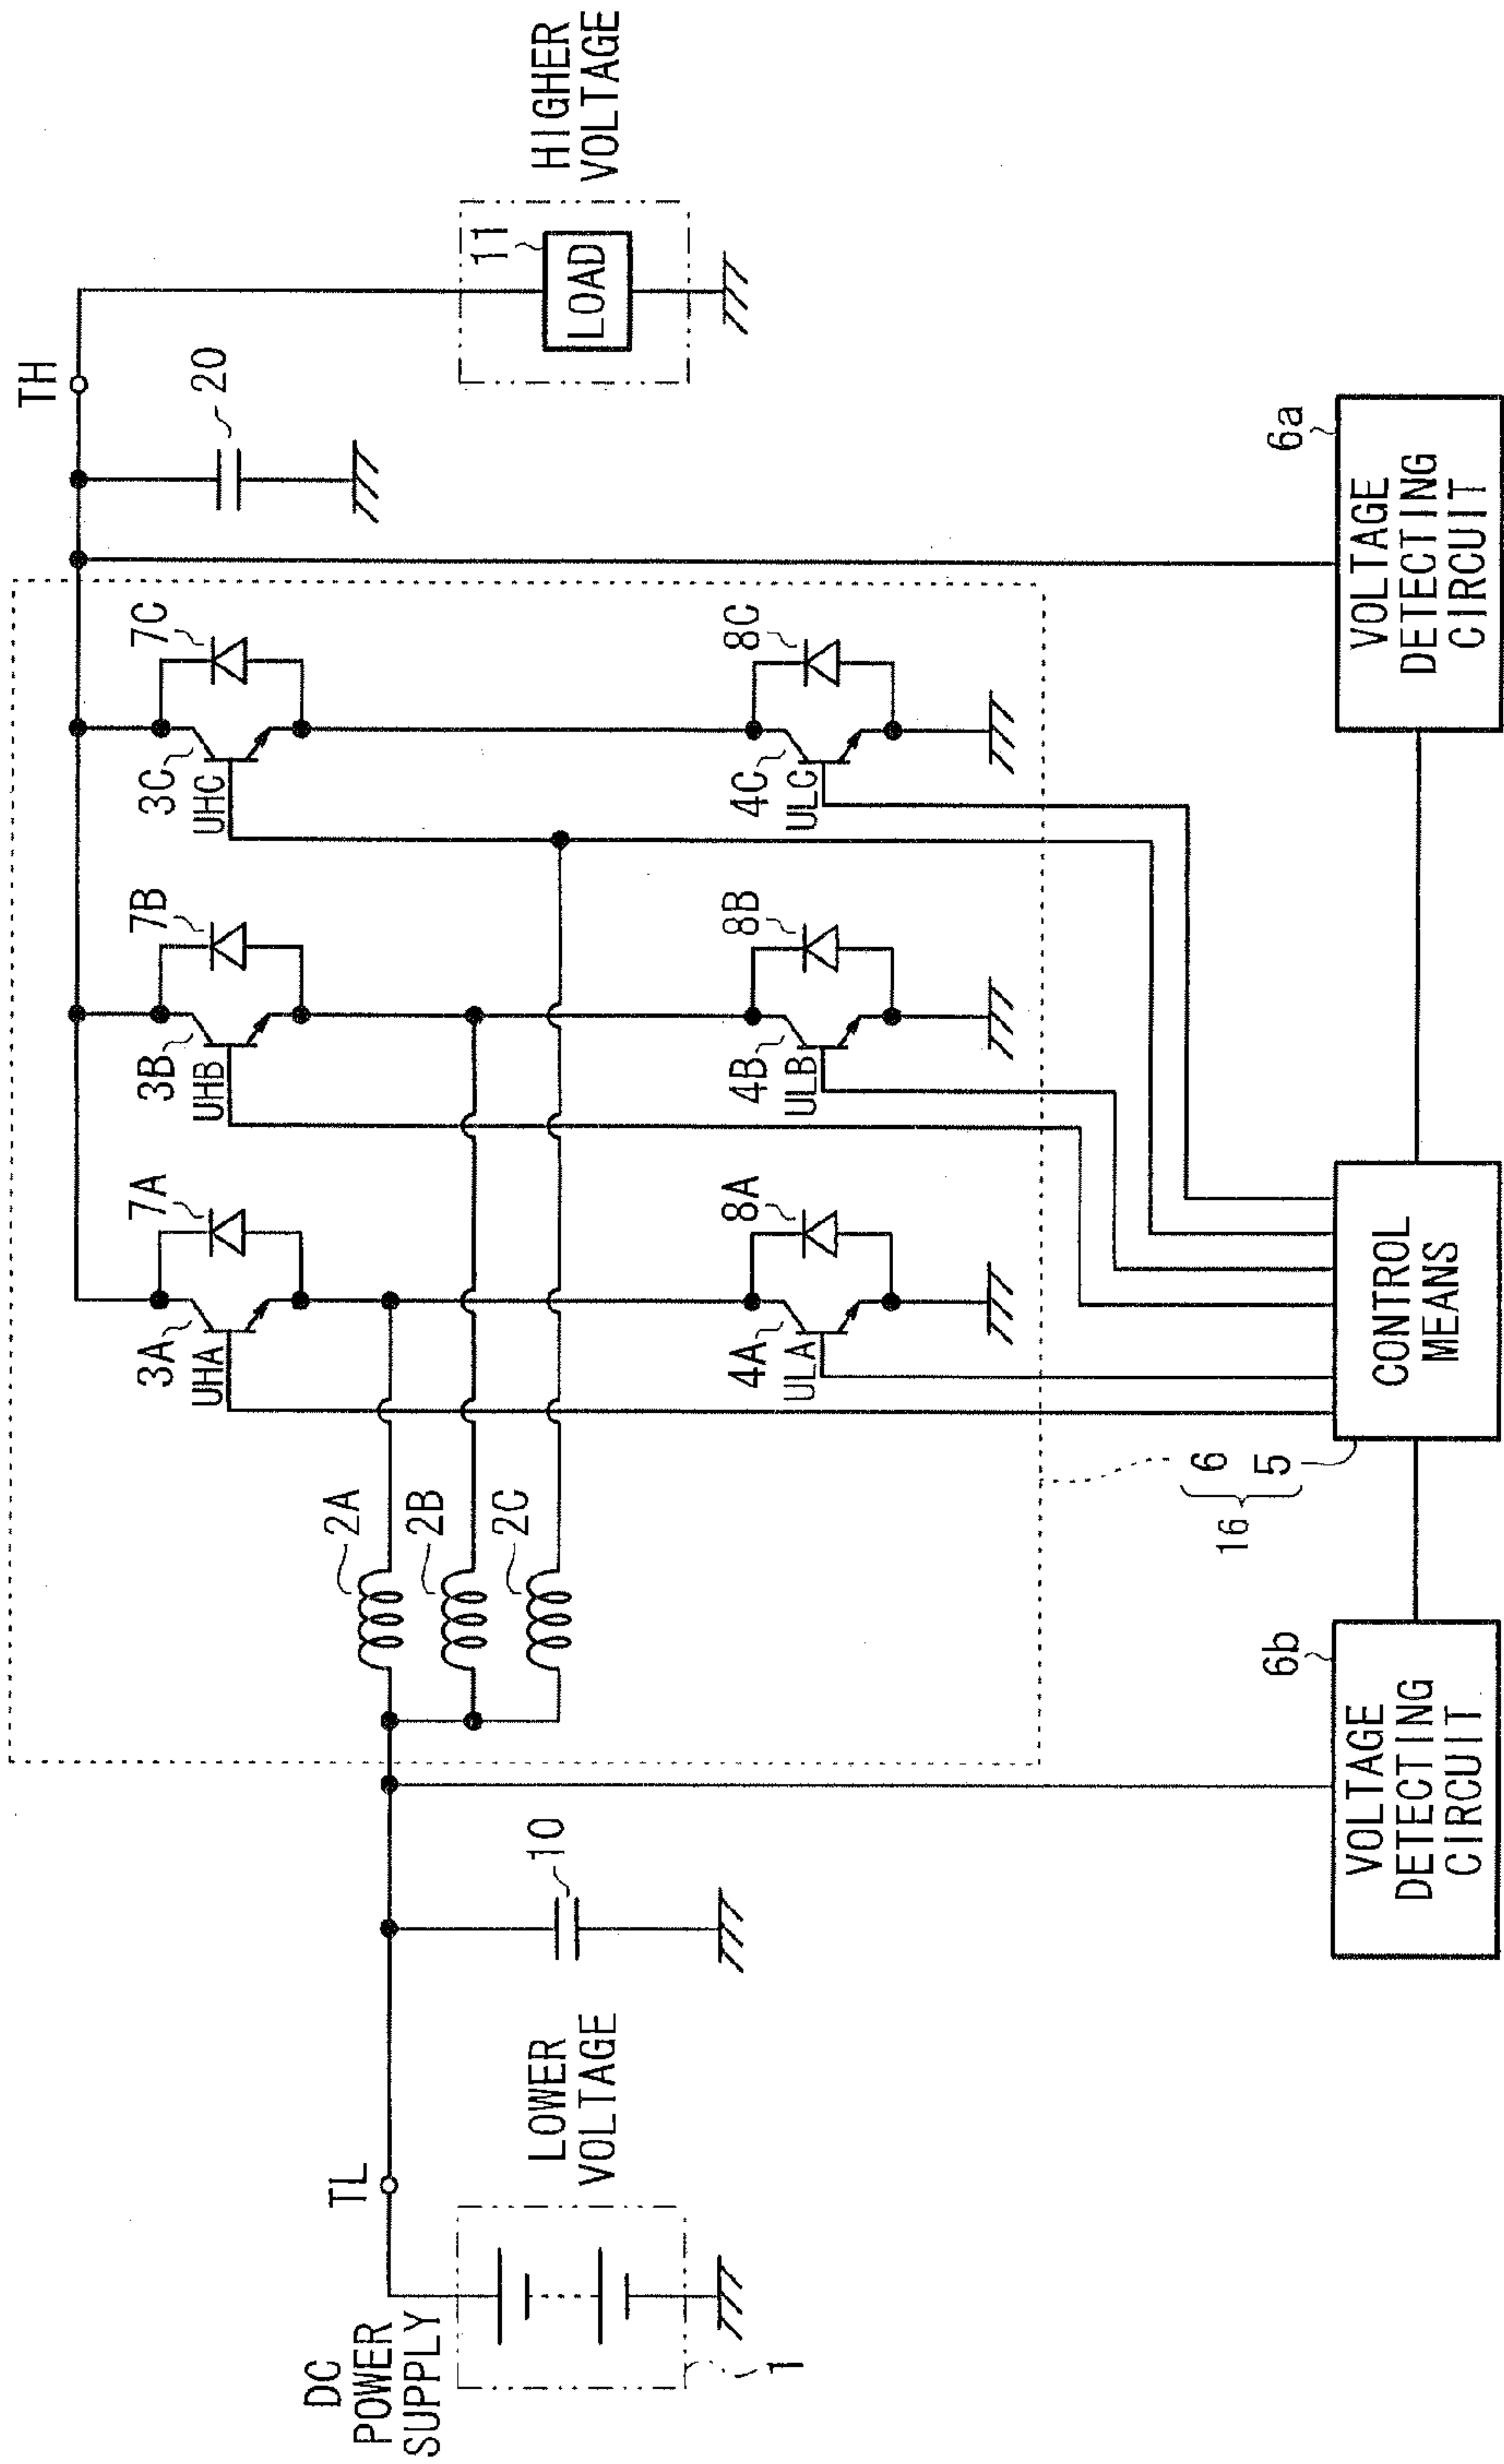 TH
20
HIGHER
VOLTAGE
11
LOAD
7A
7B
7C
3A
UHA
3B
UHB
3C
UHC
2A
2B
2C
8A
8B
8C
4A
ULA
4B
ULB
4C
ULC
TL
DC
POWER
SUPPLY
1
LOWER
VOLTAGE
10
6
5
16
6b
VOLTAGE
DETECTING
CIRCUIT
CONTROL
MEANS
6a
VOLTAGE
DETECTING
CIRCUIT